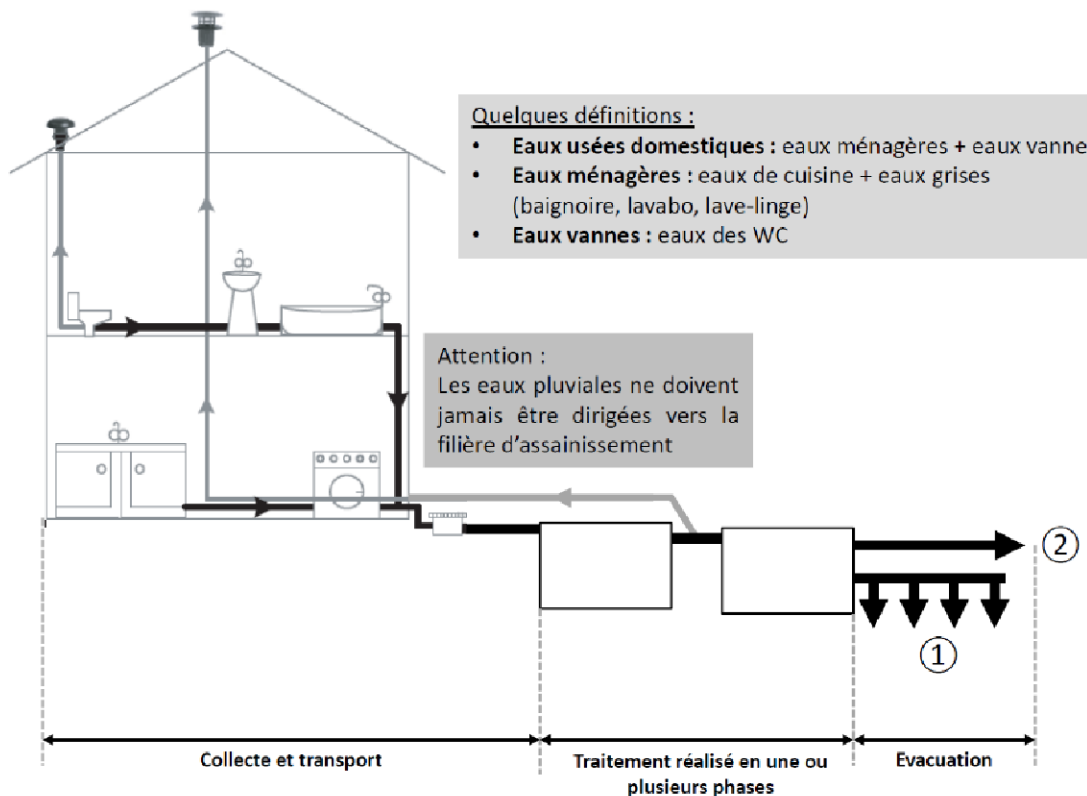 Quelques définitions :
• Eaux usées domestiques : eaux ménagères + eaux vanne
• Eaux ménagères : eaux de cuisine + eaux grises
(baignoire, lavabo, lave-linge)
• Eaux vannes : eaux des WC
Attention :
Les eaux pluviales ne doivent
jamais être dirigées vers la
filière d'assainissement
②
①
Collecte et transport
Traitement réalisé en une ou
plusieurs phases
Evacuation